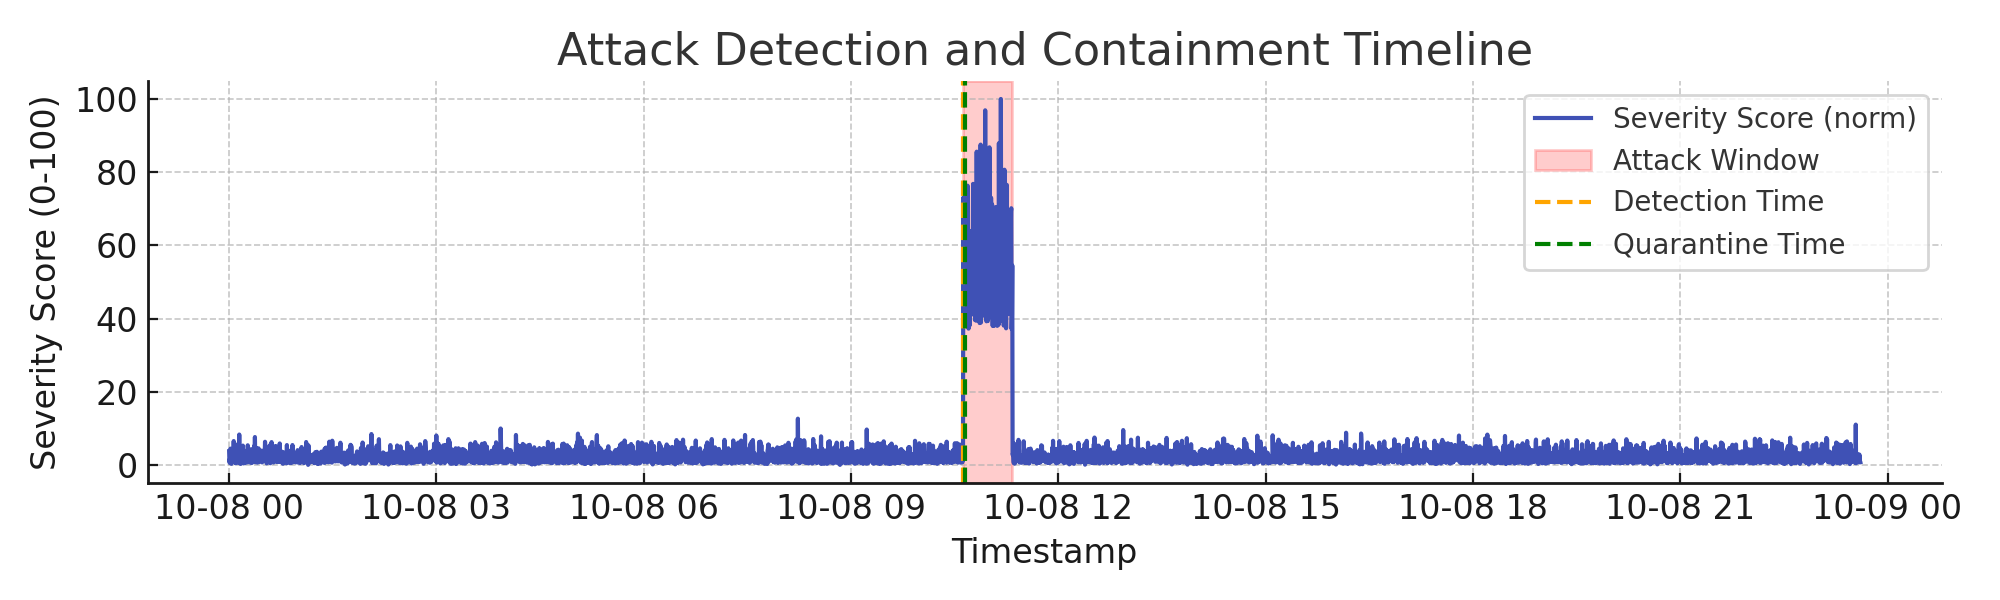 Attack Detection and Containment Timeline
Severity Score (0-100)
100
80
60
40
20
0
Severity Score (norm)
Attack Window
Detection Time
Quarantine Time
10-08 00
10-08 03
10-08 06
10-08 09
10-08 12
10-08 15
10-08 18
10-08 21
10-09 00
Timestamp